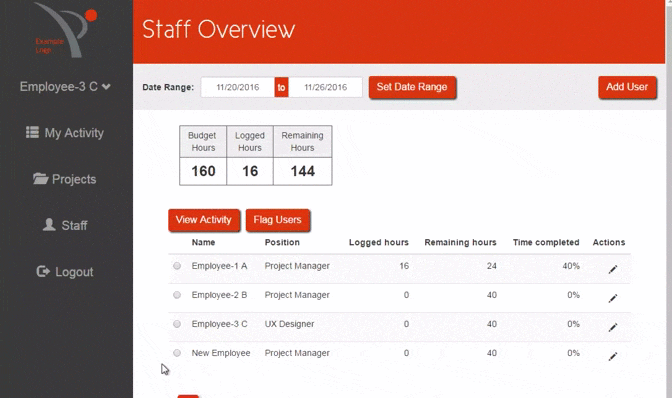 Example
Logo
Staff Overview
Employee-3 C
Date Range: 11/20/2016 to 11/26/2016 Set Date Range Add User
My Activity
Projects
Staff
Logout
Budget Hours Logged Hours Remaining Hours
160 16 144
View Activity Flag Users
Name Position Logged hours Remaining hours Time completed Actions
Employee-1 A Project Manager 16 24 40%
Employee-2 B Project Manager 0 40 0%
Employee-3 C UX Designer 0 40 0%
New Employee Project Manager 0 40 0%